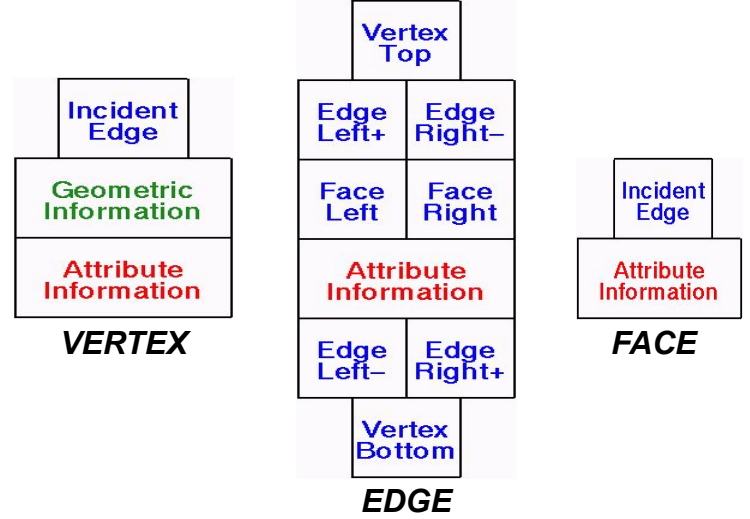 Incident
Edge
Geometric
Information
Attribute
Information
VERTEX
Vertex
Top
Edge
Left+
Edge
Right–
Face
Left
Face
Right
Attribute
Information
Edge
Left–
Edge
Right+
Vertex
Bottom
EDGE
Incident
Edge
Attribute
Information
FACE